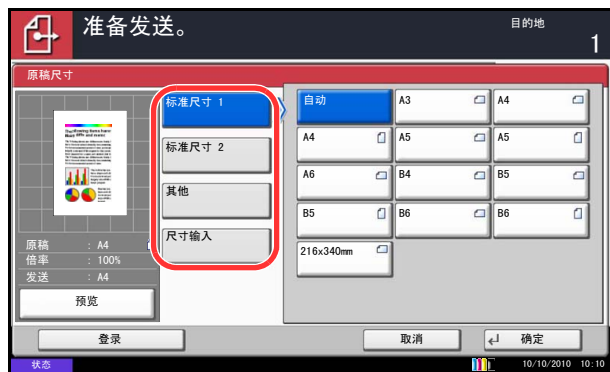 准备发送。
目的地
1
原稿尺寸
标准尺寸 1
标准尺寸 2
其他
尺寸输入
自动
A3
A4
A4
A5
A5
A6
B4
B5
B5
B6
B6
216x340mm
原稿 : A4
倍率 : 100%
发送 : A4
预览
登录
取消
确定
状态
10/10/2010 10:10